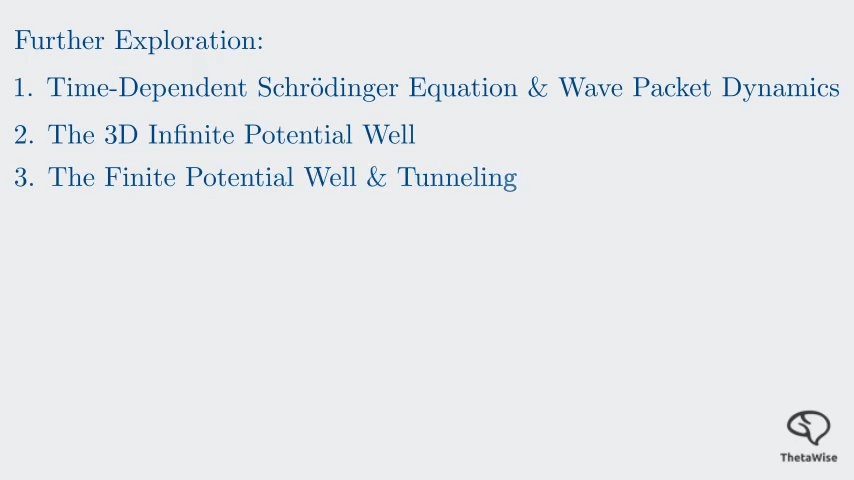 Further Exploration:
1. Time-Dependent Schrödinger Equation & Wave Packet Dynamics
2. The 3D Infinite Potential Well
3. The Finite Potential Well & Tunneling
ThetaWise